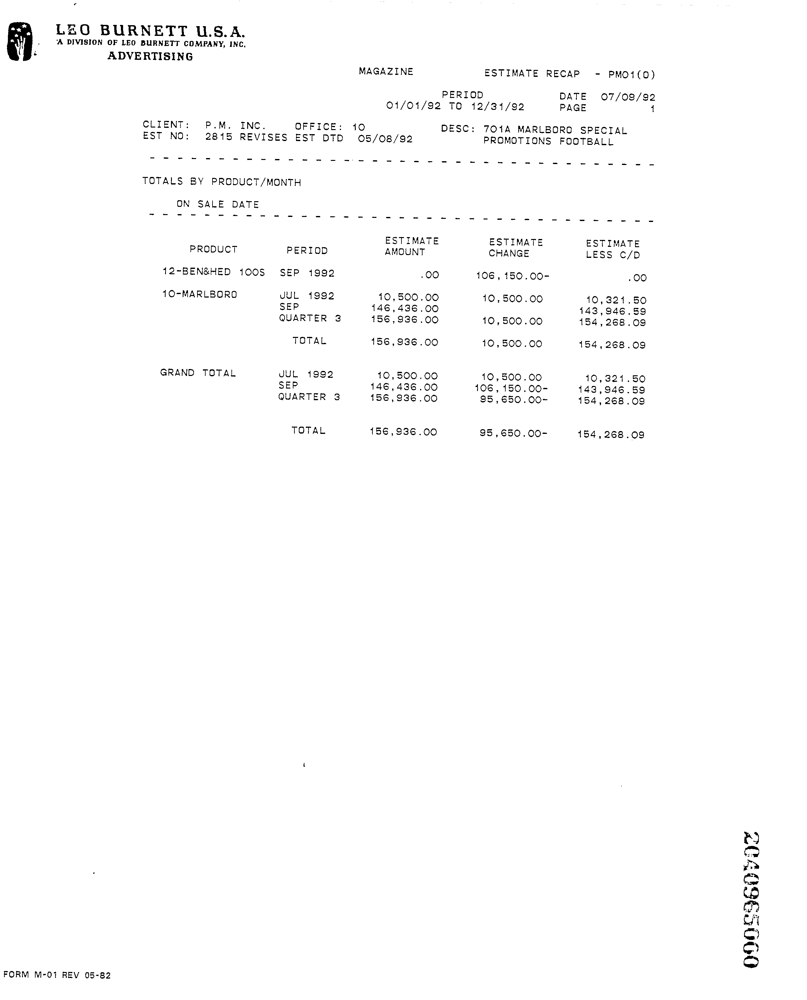 LEO BURNETT U.S.A.
A DIVISION OF LEO BURNETT COMPANY, INC.
ADVERTISING
MAGAZINE ESTIMATE RECAP - PM01(0)
PERIOD DATE 07/09/92
01/01/92 TO 12/31/92 PAGE 1
CLIENT: P.M. INC. OFFICE: 10 DESC: 701A MARLBORO SPECIAL
EST NO: 2815 REVISES EST DTD 05/08/92 PROMOTIONS FOOTBALL
TOTALS BY PRODUCT/MONTH
ON SALE DATE
ESTIMATE ESTIMATE ESTIMATE
PRODUCT PERIOD AMOUNT CHANGE LESS C/D
12-BEN&HED 100S SEP 1992 .00 106,150.00- .00
10-MARLBORO JUL 1992 10,500.00 10,500.00 10,321.50
SEP 146,436.00 143,946.59
QUARTER 3 156,936.00 10,500.00 154,268.09
TOTAL 156,936.00 10,500.00 154,268.09
GRAND TOTAL JUL 1992 10,500.00 10,500.00 10,321.50
SEP 146,436.00 106,150.00- 143,946.59
QUARTER 3 156,936.00 95,650.00- 154,268.09
TOTAL 156,936.00 95,650.00- 154,268.09
2040965060
FORM M-01 REV 05-82